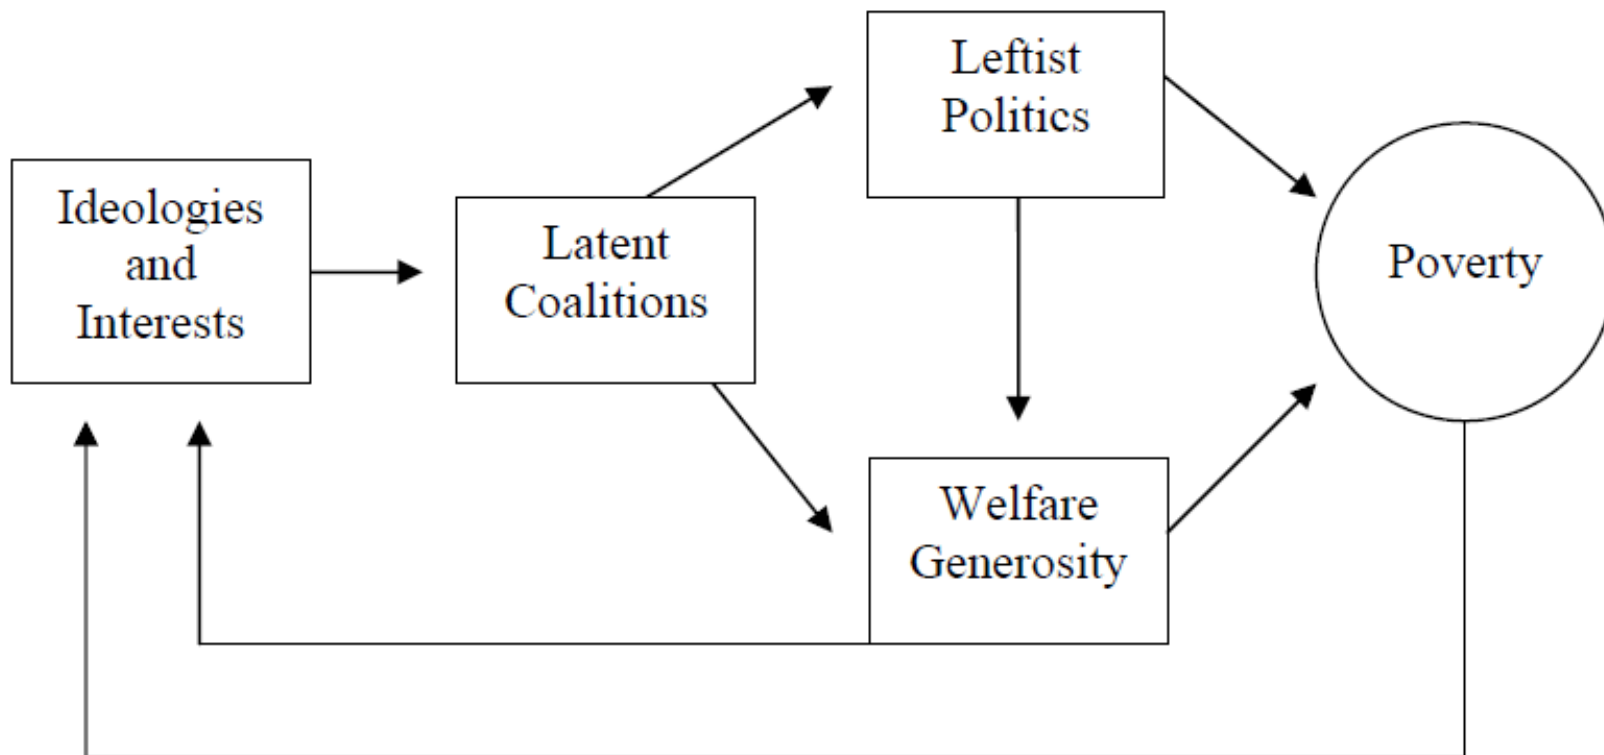 Ideologies
and
Interests
Latent
Coalitions
Leftist
Politics
Welfare
Generosity
Poverty